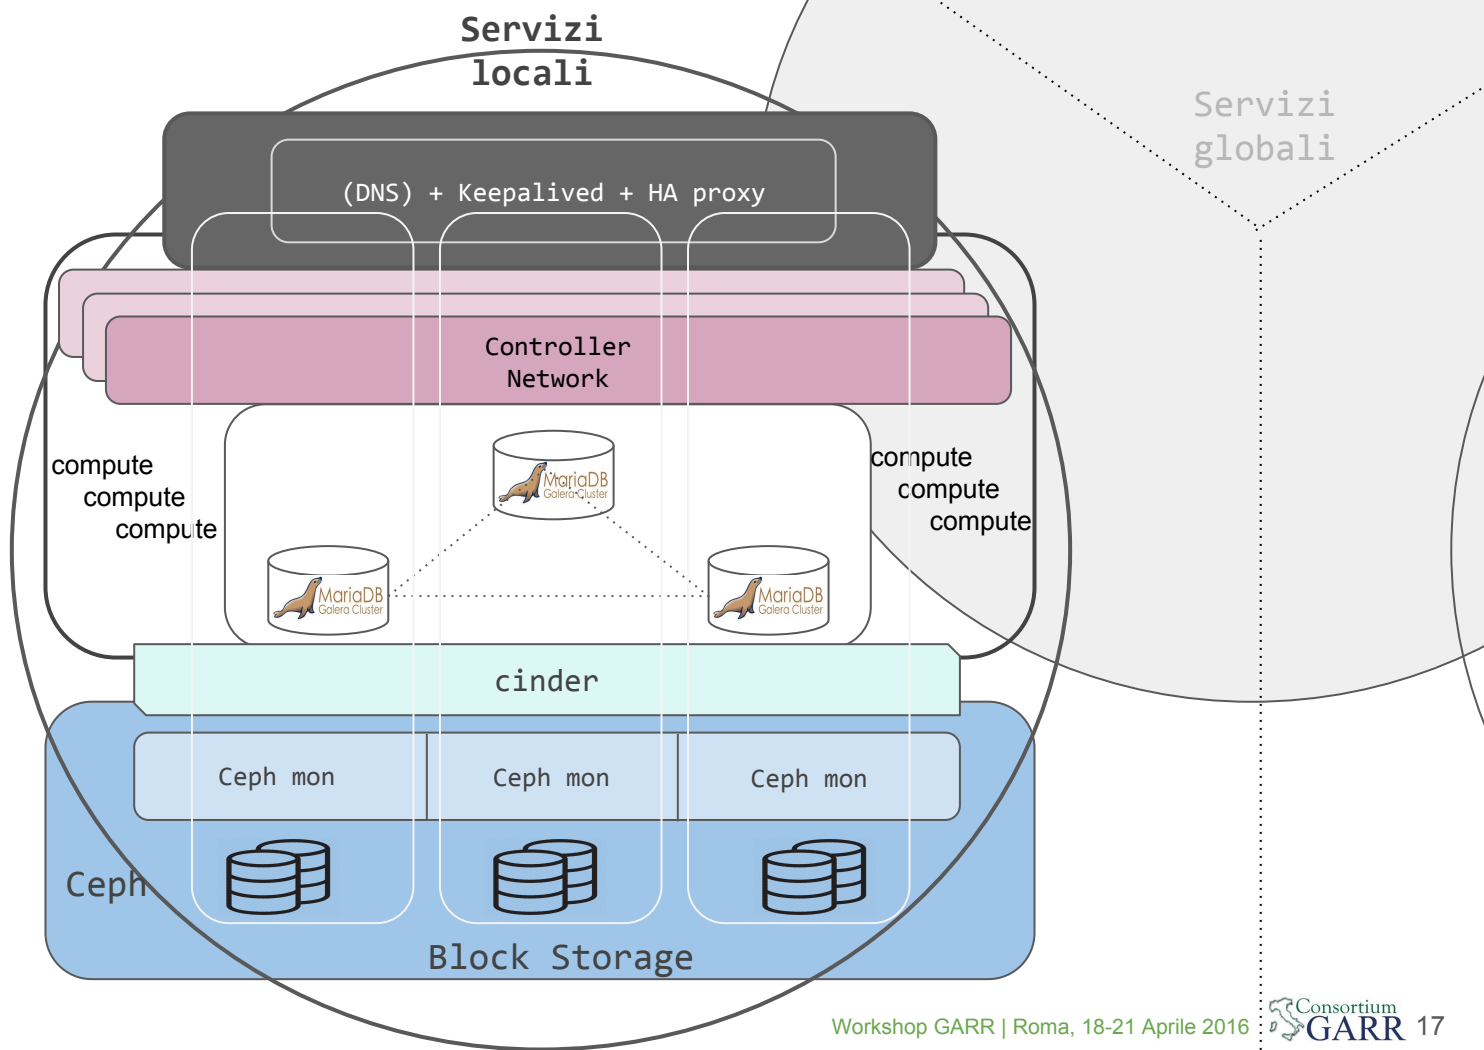 Servizi
locali
Servizi
globali
(DNS) + Keepalived + HA proxy
Controller
Network
compute
compute
compute
compute
compute
compute
MariaDB
Galera Cluster
MariaDB
Galera Cluster
MariaDB
Galera Cluster
cinder
Ceph mon
Ceph mon
Ceph mon
Ceph
Block Storage
Workshop GARR | Roma, 18-21 Aprile 2016
Consortium
GARR
17